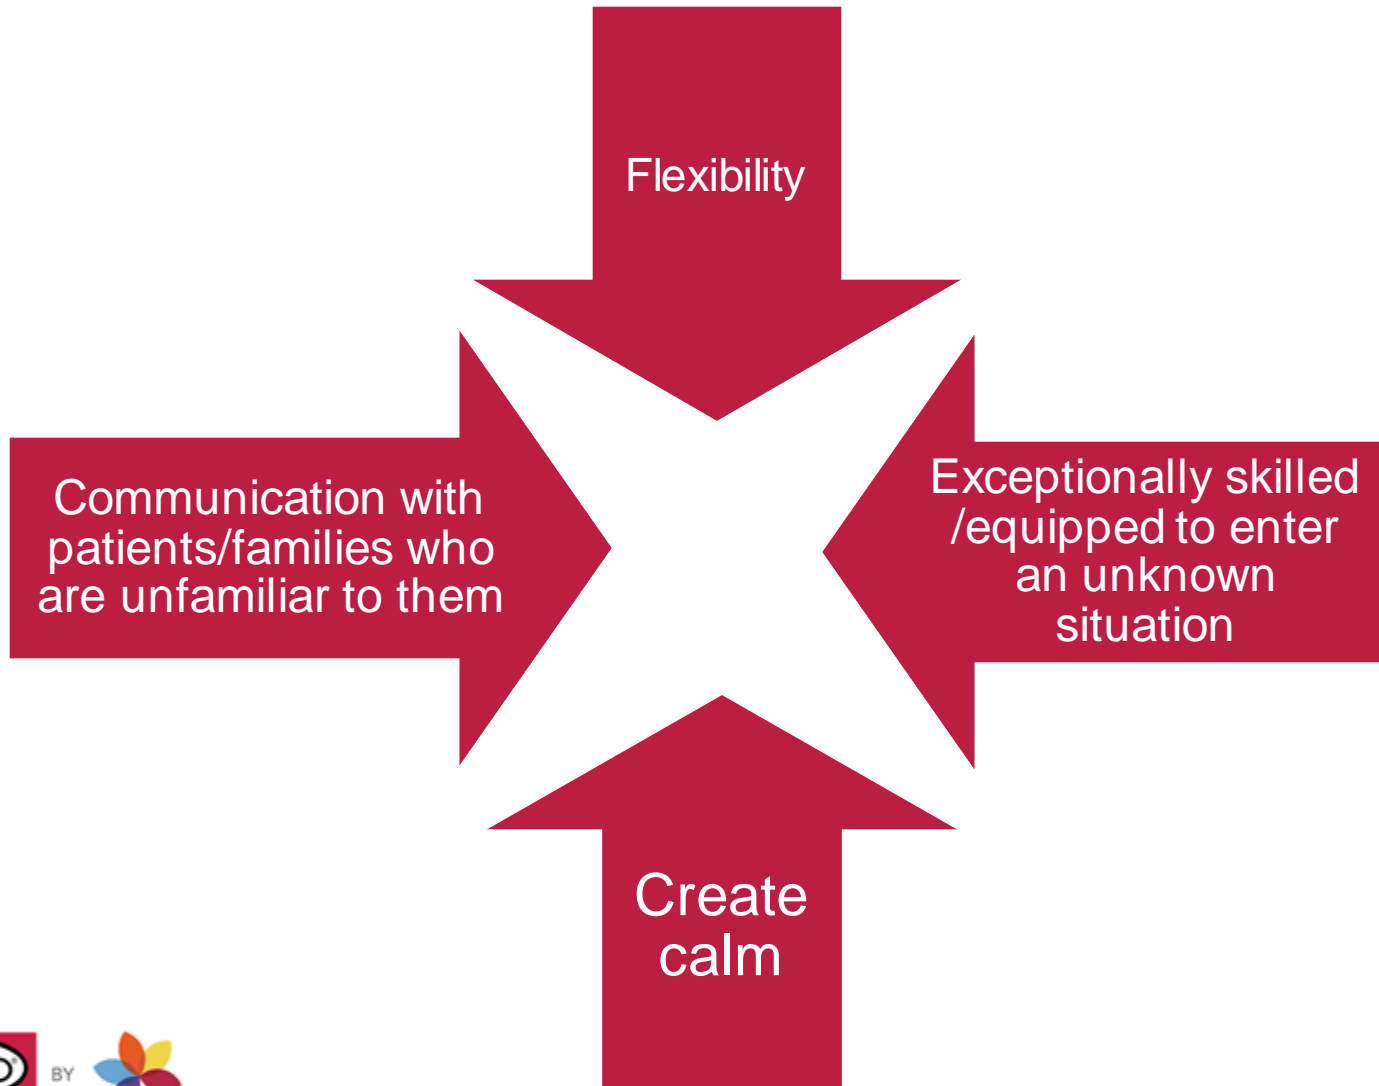 Flexibility
Communication with
patients/families who
are unfamiliar to them
Exceptionally skilled
/equipped to enter
an unknown
situation
Create
calm
BY